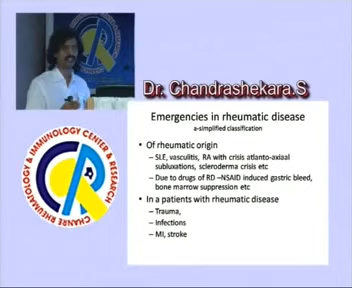 Dr. Chandrashekara.S
Emergencies in rheumatic disease
a-simplified classification
• Of rheumatic origin
– SLE, vasculitis, RA with crisis atlanto-axiaal
subluxations, scleroderma crisis etc
– Due to drugs of RD –NSAID induced gastric bleed,
bone marrow suppression etc
• In a patients with rheumatic disease
– Trauma,
– Infections
– MI, stroke
CHANRE RHEUMATOLOGY & IMMUNOLOGY CENTER & RESEARCH